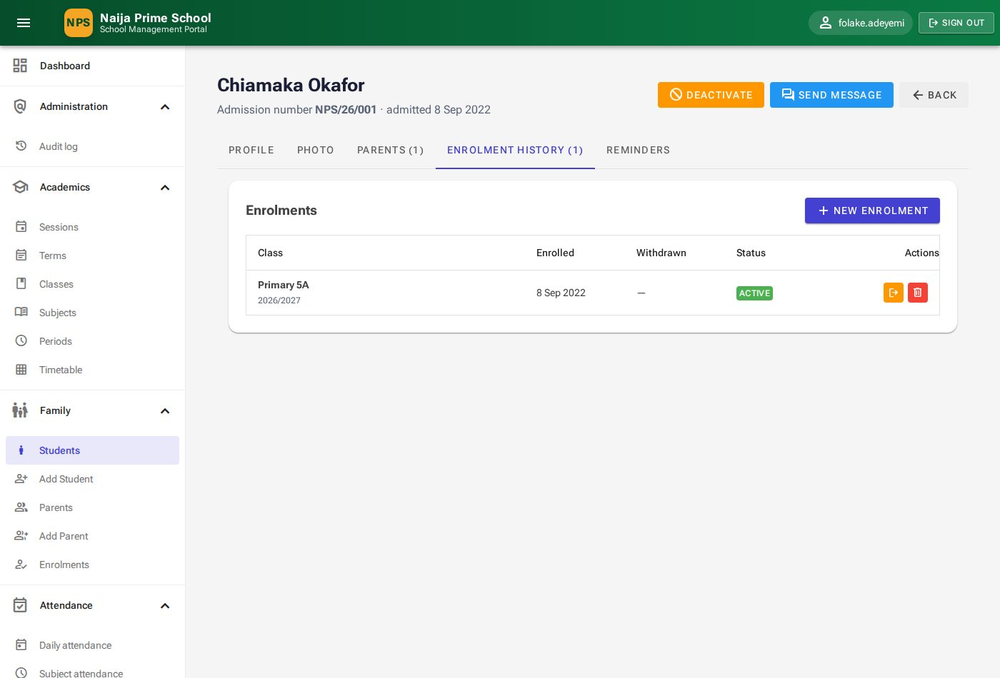 NPS
Naija Prime School
School Management Portal
folake.adeyemi
SIGN OUT
Dashboard
Administration
Audit log
Academics
Sessions
Terms
Classes
Subjects
Periods
Timetable
Family
Students
Add Student
Parents
Add Parent
Enrolments
Attendance
Daily attendance
Subject attendance
Chiamaka Okafor
Admission number NPS/26/001 · admitted 8 Sep 2022
DEACTIVATE
SEND MESSAGE
BACK
PROFILE
PHOTO
PARENTS (1)
ENROLMENT HISTORY (1)
REMINDERS
Enrolments
NEW ENROLMENT
Class Enrolled Withdrawn Status Actions
Primary 5A
2026/2027
8 Sep 2022
—
ACTIVE